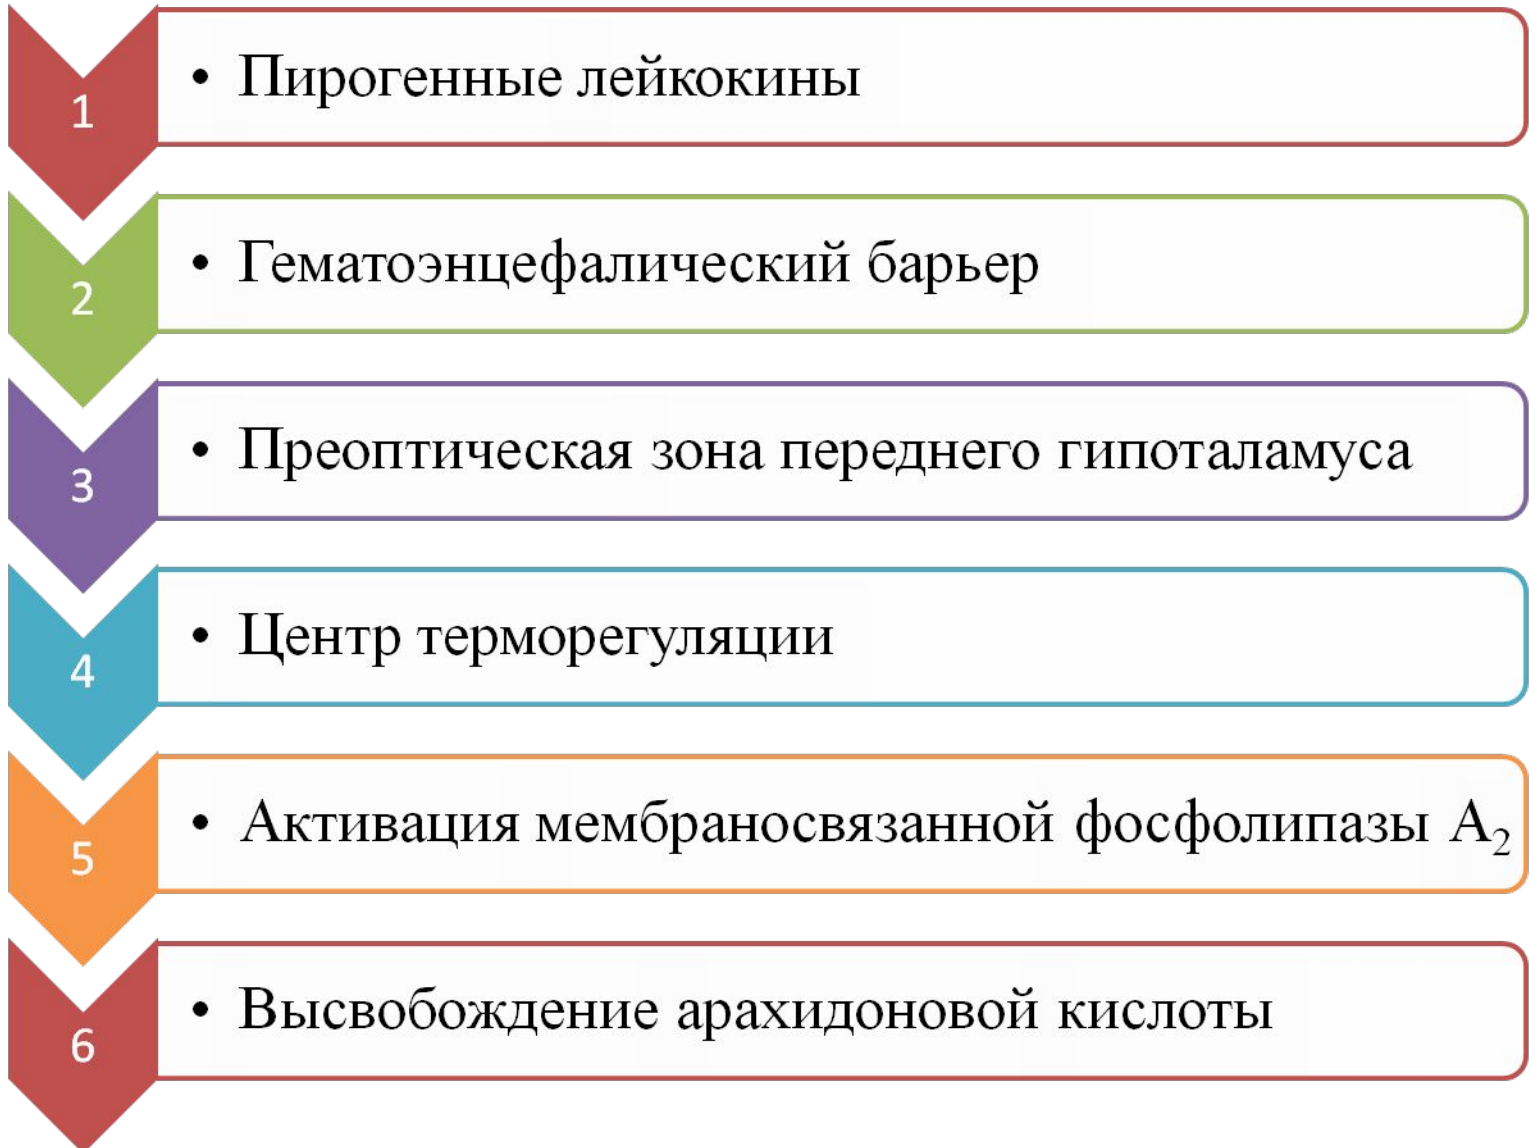 1
• Пирогенные лейкокины
2
• Гематоэнцефалический барьер
3
• Преоптическая зона переднего гипоталамуса
4
• Центр терморегуляции
5
• Активация мембраносвязанной фосфолипазы А₂
6
• Высвобождение арахидоновой кислоты